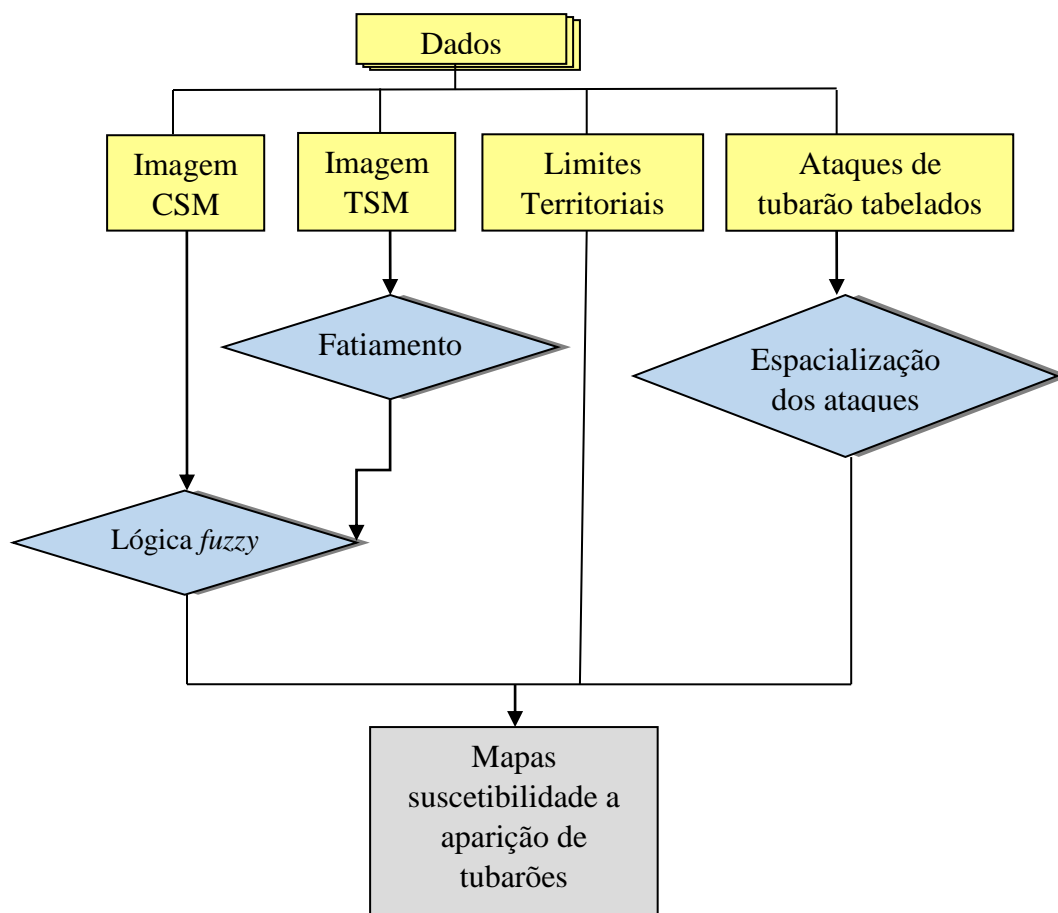 Dados
Imagem
CSM
Imagem
TSM
Limites
Territoriais
Ataques de
tubarão tabelados
Fatiamento
Espacialização
dos ataques
Lógica fuzzy
Mapas
suscetibilidade a
aparição de
tubarões